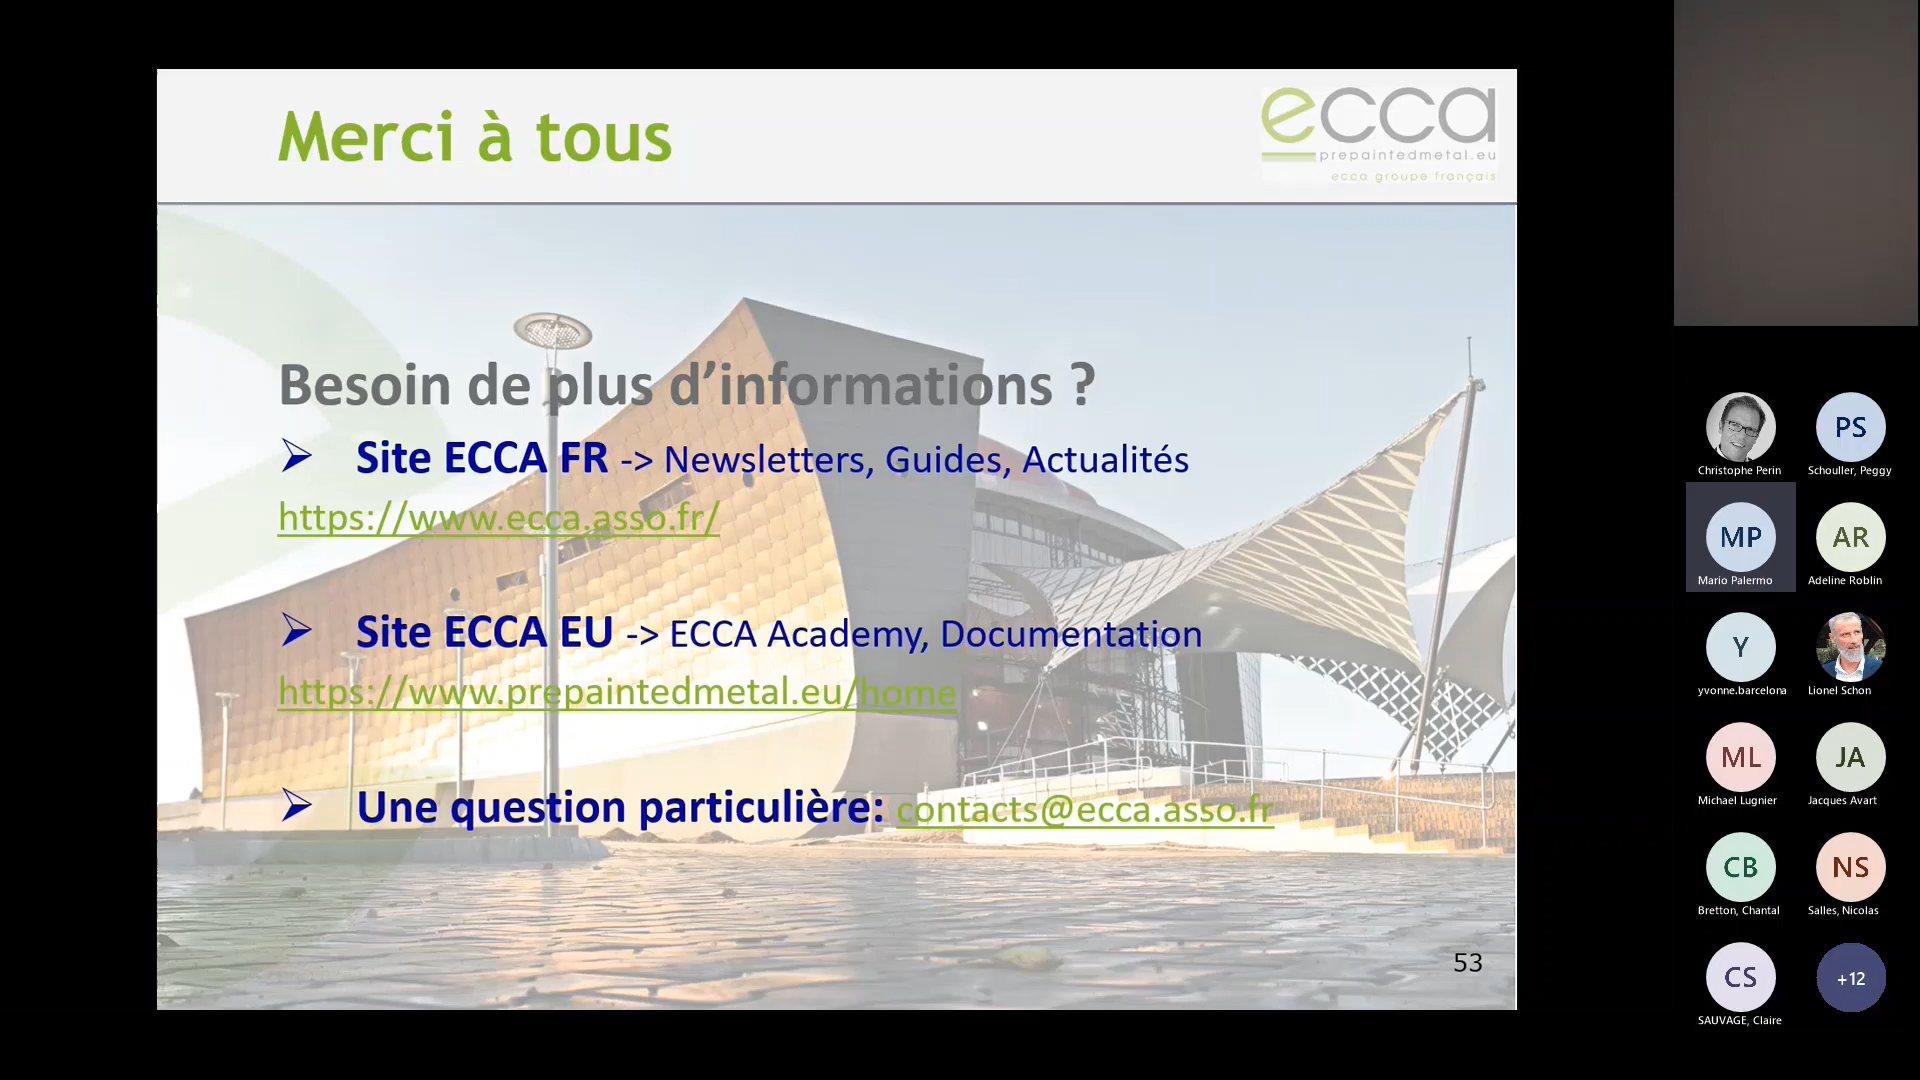 Merci à tous
ecca
prepaintedmetal.eu
ecca groupe français
Besoin de plus d’informations ?
➢ Site ECCA FR -> Newsletters, Guides, Actualités
https://www.ecca.asso.fr/
➢ Site ECCA EU -> ECCA Academy, Documentation
https://www.prepaintedmetal.eu/home
➢ Une question particulière: contacts@ecca.asso.fr
53
Christophe Perin
PS
Schouller, Peggy
MP
Mario Palermo
AR
Adeline Roblin
Y
yvonne.barcelona
Lionel Schon
ML
Michael Lugnier
JA
Jacques Avart
CB
Bretton, Chantal
NS
Salles, Nicolas
CS
SAUVAGE, Claire
+12